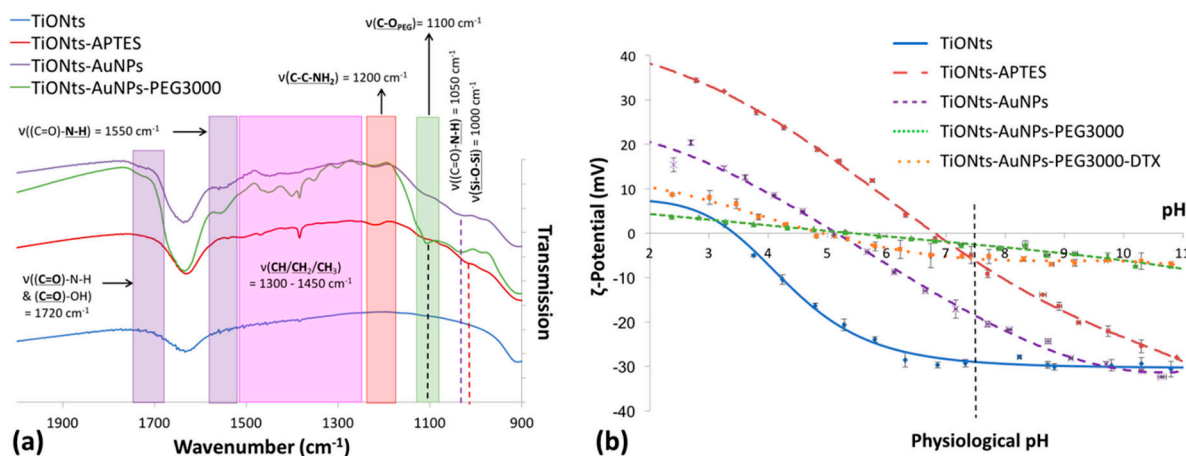 TiONts
TiONts-APTES
TiONts-AuNPs
TiONts-AuNPs-PEG3000
ν(C-O_PEG) = 1100 cm⁻¹
ν(C-C-NH₂) = 1200 cm⁻¹
ν((C=O)-N-H) = 1550 cm⁻¹
ν((C=O)-N-H) = 1050 cm⁻¹
ν(Si-O-Si) = 1000 cm⁻¹
ν((C=O)-N-H
& (C=O)-OH)
= 1720 cm⁻¹
ν(CH/CH₂/CH₃)
= 1300 - 1450 cm⁻¹
Transmission
1900 1700 1500 1300 1100 900
(a)
Wavenumber (cm⁻¹)
TiONts
TiONts-APTES
TiONts-AuNPs
TiONts-AuNPs-PEG3000
TiONts-AuNPs-PEG3000-DTX
40
30
20
10
0
-10
-20
-30
-40
ζ-Potential (mV)
pH
2 3 4 5 6 7 8 9 10 11
(b)
Physiological pH